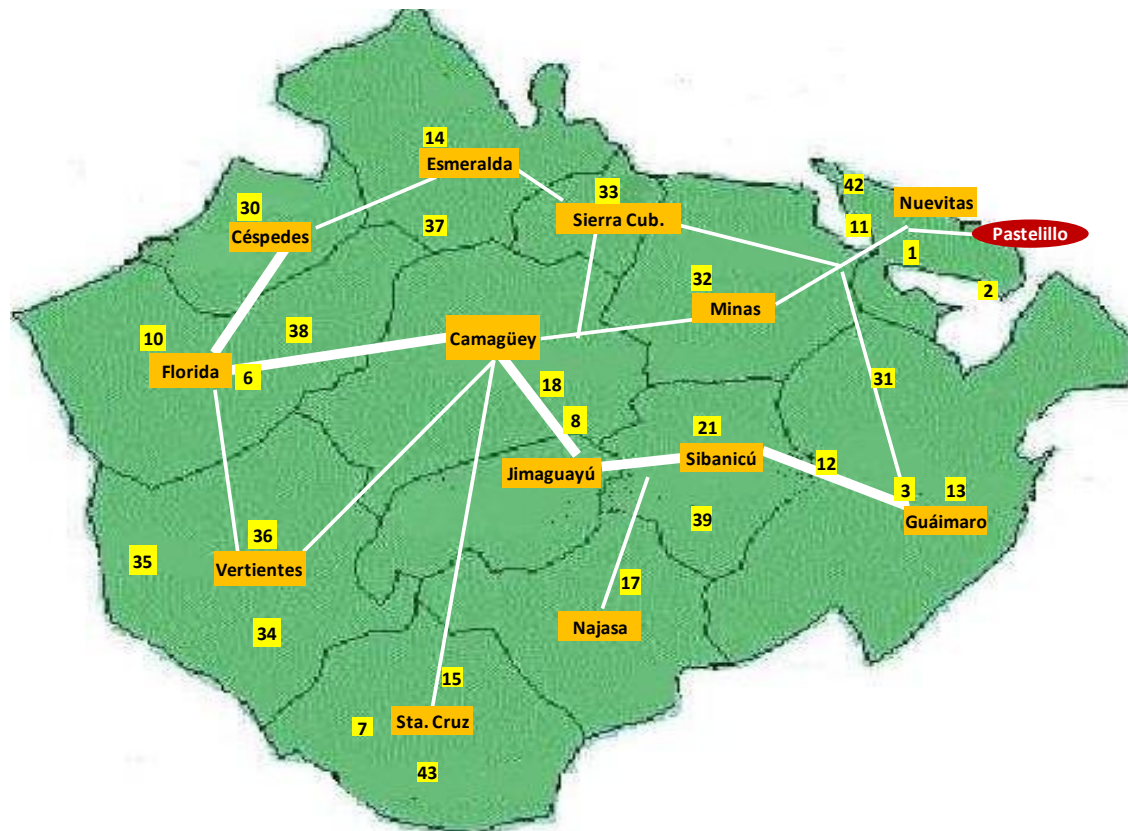 14
Esmeralda
33
Sierra Cub.
42
Nuevitas
30
Céspedes
37
11
Pastelillo
1
2
32
Minas
10
38
Camagüey
Florida
6
18
31
8
21
Jimaguayú
Sibanicú
12
3
13
39
Guáimaro
36
35
Vertientes
17
34
Najasa
15
7
Sta. Cruz
43